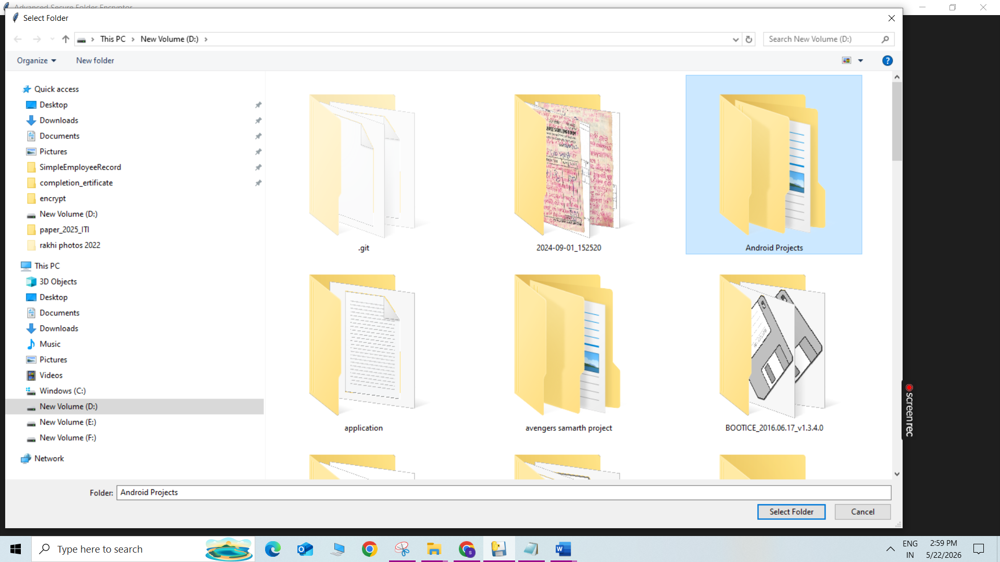 Advanced Secure Folder Encryptor
Select Folder
This PC
New Volume (D:)
Search New Volume (D:)
Organize
New folder
Quick access
Desktop
Downloads
Documents
Pictures
SimpleEmployeeRecord
completion_ertificate
encrypt
New Volume (D:)
paper_2025_ITI
rakhi photos 2022
This PC
3D Objects
Desktop
Documents
Downloads
Music
Pictures
Videos
Windows (C:)
New Volume (D:)
New Volume (E:)
New Volume (F:)
Network
.git
2024-09-01_152520
Android Projects
application
avengers samarth project
BOOTICE_2016.06.17_v1.3.4.0
Folder:
Android Projects
Select Folder
Cancel
screenrec
Type here to search
ENG
IN
2:59 PM
5/22/2026